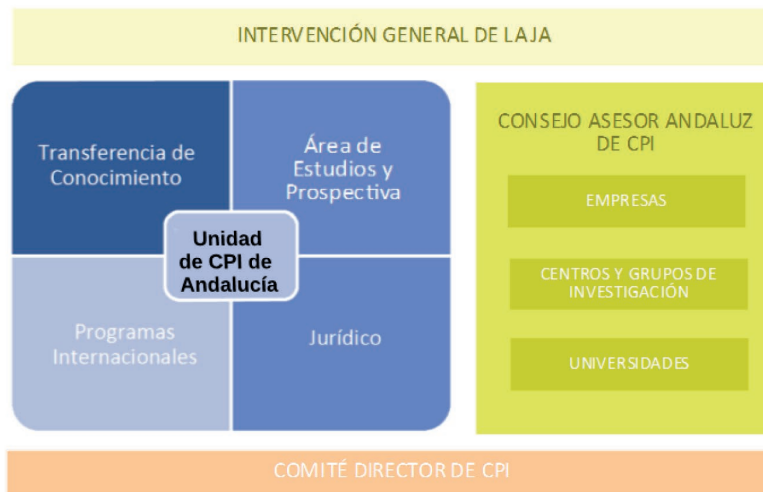 INTERVENCIÓN GENERAL DE LA JA
Transferencia de
Conocimiento
Área de
Estudios y
Prospectiva
Unidad
de CPI de
Andalucía
Programas
Internacionales
Jurídico
CONSEJO ASESOR ANDALUZ
DE CPI
EMPRESAS
CENTROS Y GRUPOS DE
INVESTIGACIÓN
UNIVERSIDADES
COMITÉ DIRECTOR DE CPI